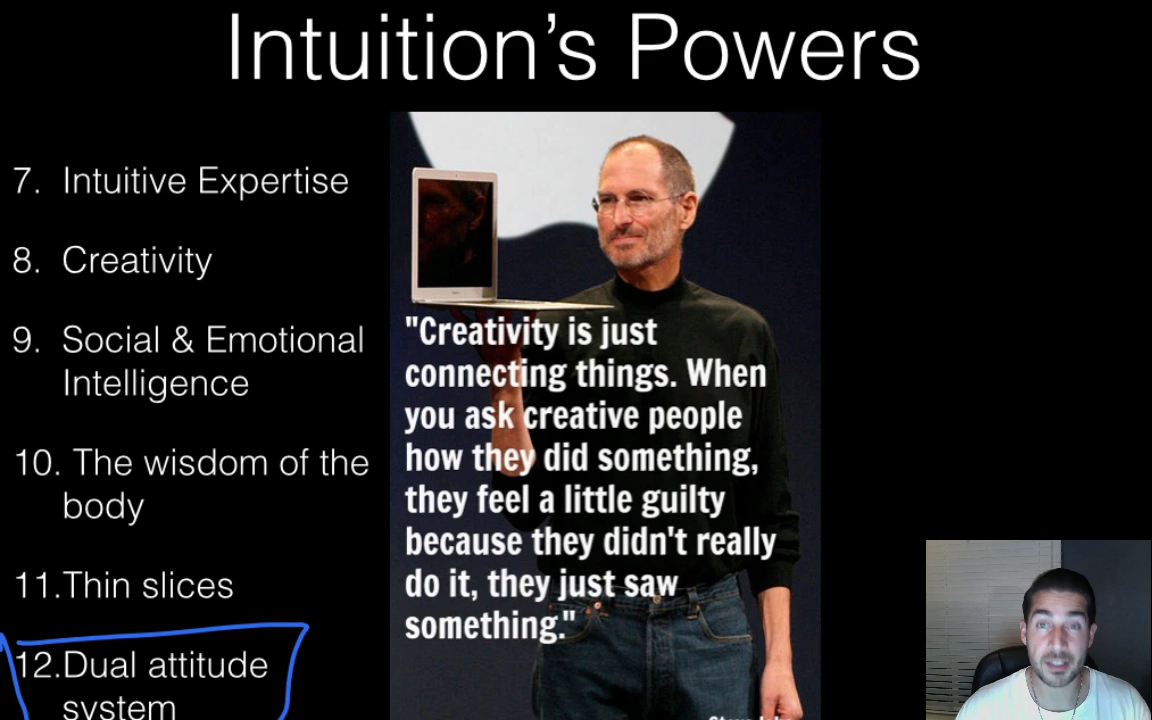 Intuition’s Powers
7. Intuitive Expertise
8. Creativity
9. Social & Emotional
Intelligence
10. The wisdom of the
body
11.Thin slices
12.Dual attitude
system
"Creativity is just
connecting things. When
you ask creative people
how they did something,
they feel a little guilty
because they didn't really
do it, they just saw
something."